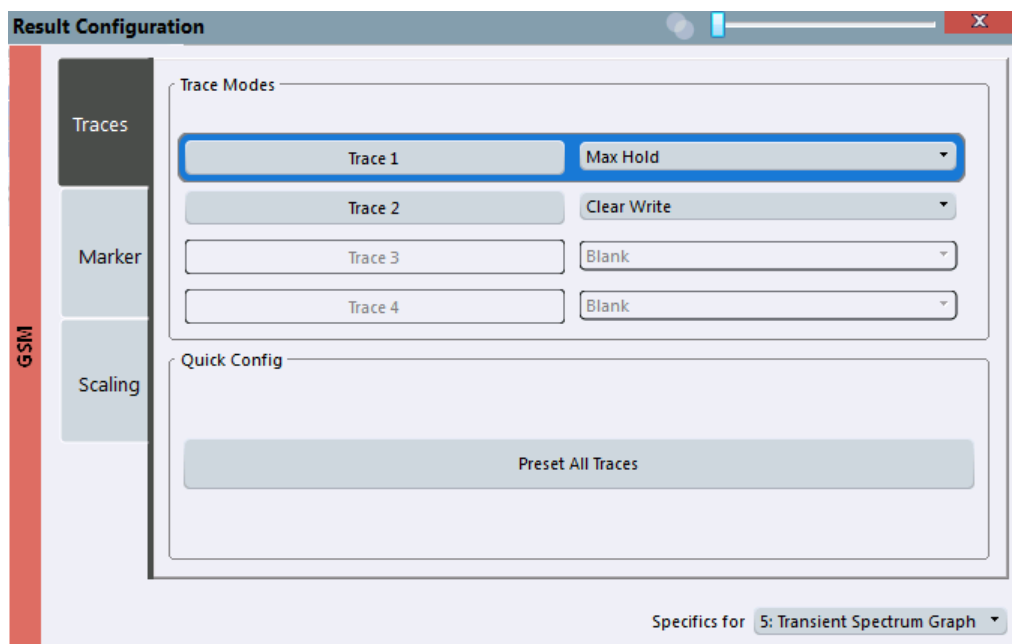 Result Configuration
X
GSM
Traces
Marker
Scaling
Trace Modes
Trace 1 Max Hold
Trace 2 Clear Write
Trace 3 Blank
Trace 4 Blank
Quick Config
Preset All Traces
Specifics for 5: Transient Spectrum Graph